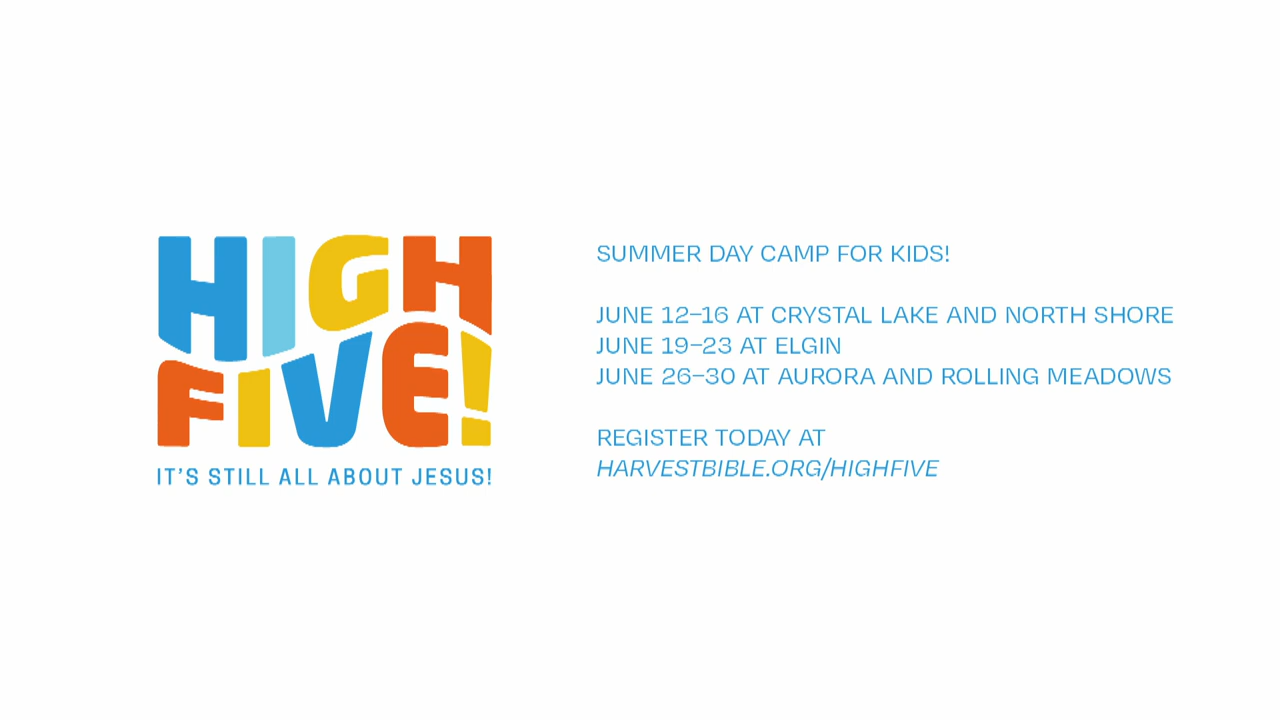 HIGH
FIVE!
IT'S STILL ALL ABOUT JESUS!
SUMMER DAY CAMP FOR KIDS!
JUNE 12–16 AT CRYSTAL LAKE AND NORTH SHORE
JUNE 19–23 AT ELGIN
JUNE 26–30 AT AURORA AND ROLLING MEADOWS
REGISTER TODAY AT
HARVESTBIBLE.ORG/HIGHFIVE